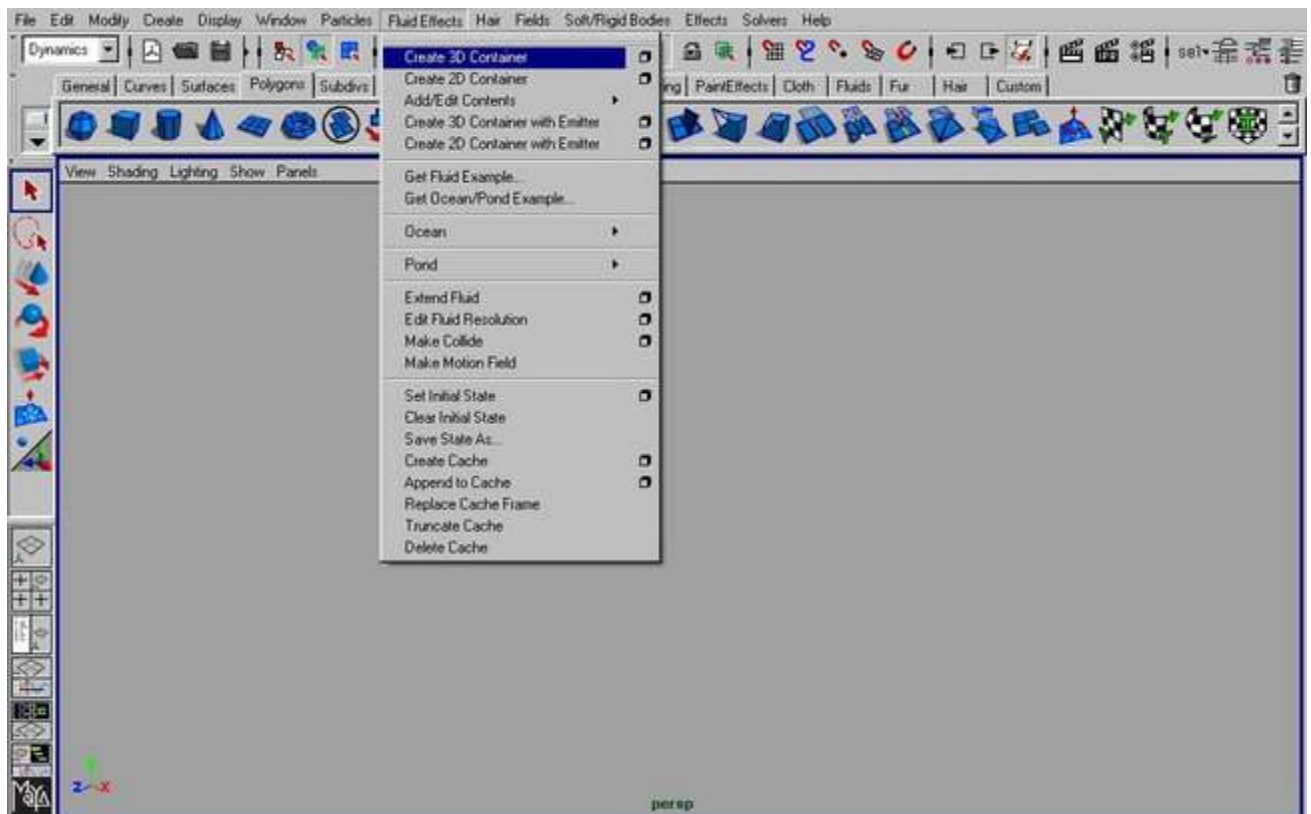 File Edit Modify Create Display Window Particles Fluid Effects Hair Fields Soft/Rigid Bodies Effects Solvers Help
Dynamics sel
General Curves Surfaces Polygons Subdivs PaintEffects Cloth Fluids Fur Hair Custom
View Shading Lighting Show Panels
Create 3D Container
Create 2D Container
Add/Edit Contents
Create 3D Container with Emitter
Create 2D Container with Emitter
Get Fluid Example...
Get Ocean/Pond Example...
Ocean
Pond
Extend Fluid
Edit Fluid Resolution
Make Collide
Make Motion Field
Set Initial State
Clear Initial State
Save State As...
Create Cache
Append to Cache
Replace Cache Frame
Truncate Cache
Delete Cache
z x
persp
Maya